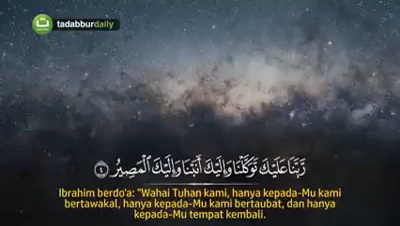 tadabburdaily
رَّبَّنَا عَلَيْكَ تَوَكَّلْنَا وَإِلَيْكَ أَنَبْنَا وَإِلَيْكَ الْمَصِيرُ ٤
Ibrahim berdo'a: "Wahai Tuhan kami, hanya kepada-Mu kami
bertawakal, hanya kepada-Mu kami bertaubat, dan hanya
kepada-Mu tempat kembali.